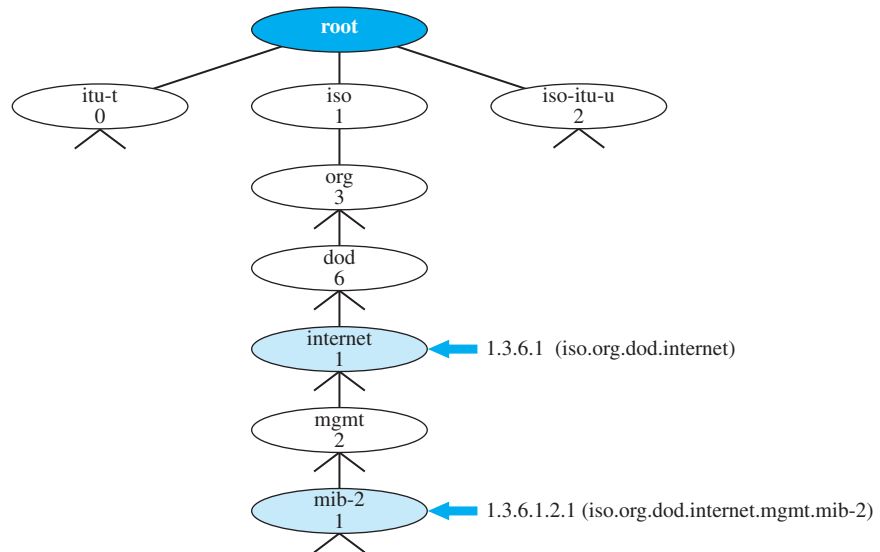 root
itu-t
0
iso
1
iso-itu-u
2
org
3
dod
6
internet
1
1.3.6.1 (iso.org.dod.internet)
mgmt
2
mib-2
1
1.3.6.1.2.1 (iso.org.dod.internet.mgmt.mib-2)